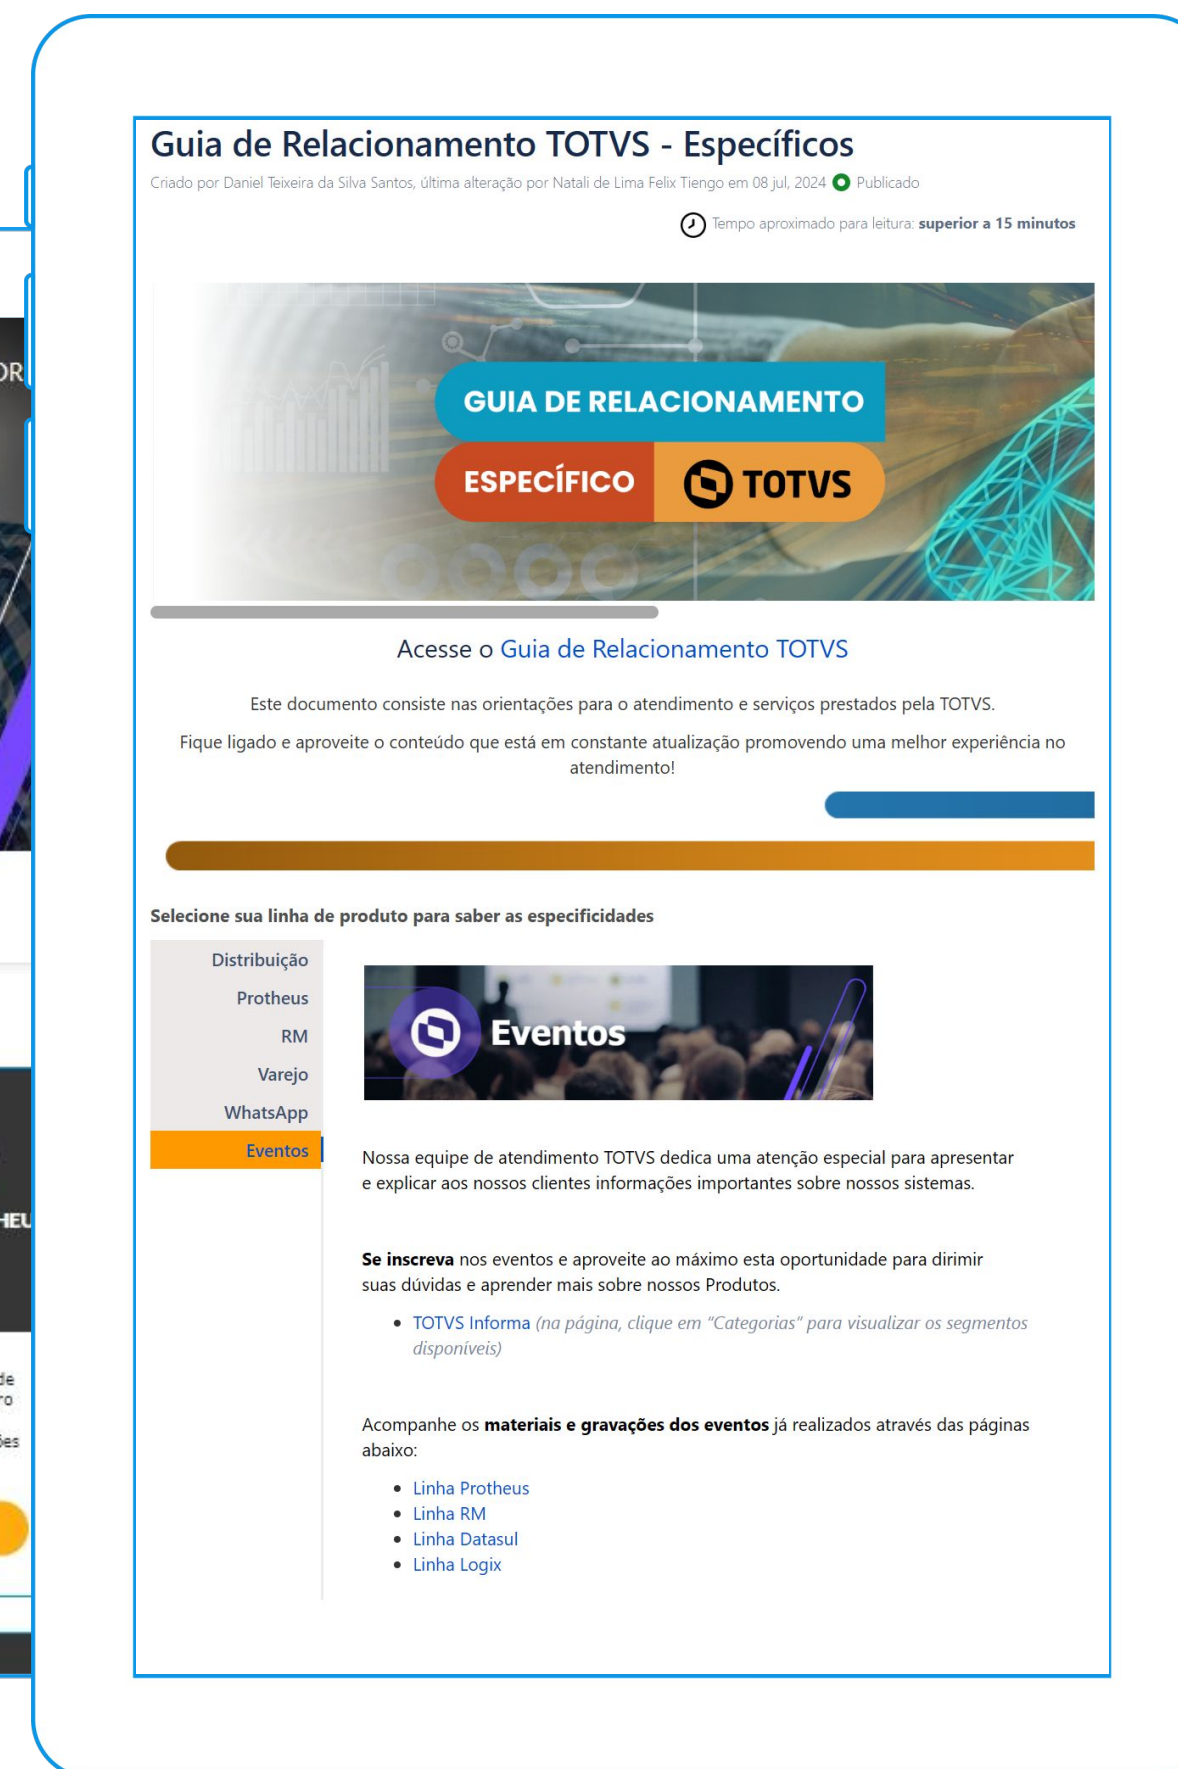 Guia de Relacionamento TOTVS - Específicos
Criado por Daniel Teixeira da Silva Santos, última alteração por Natali de Lima Felix Tiengo em 08 jul, 2024 Publicado
Tempo aproximado para leitura: superior a 15 minutos
GUIA DE RELACIONAMENTO
ESPECÍFICO TOTVS
Acesse o Guia de Relacionamento TOTVS
Este documento consiste nas orientações para o atendimento e serviços prestados pela TOTVS.
Fique ligado e aproveite o conteúdo que está em constante atualização promovendo uma melhor experiência no
atendimento!
Selecione sua linha de produto para saber as especificidades
Distribuição
Protheus
RM
Varejo
WhatsApp
Eventos
Eventos
Nossa equipe de atendimento TOTVS dedica uma atenção especial para apresentar
e explicar aos nossos clientes informações importantes sobre nossos sistemas.
Se inscreva nos eventos e aproveite ao máximo esta oportunidade para dirimir
suas dúvidas e aprender mais sobre nossos Produtos.
• TOTVS Informa (na página, clique em “Categorias” para visualizar os segmentos
disponíveis)
Acompanhe os materiais e gravações dos eventos já realizados através das páginas
abaixo:
• Linha Protheus
• Linha RM
• Linha Datasul
• Linha Logix